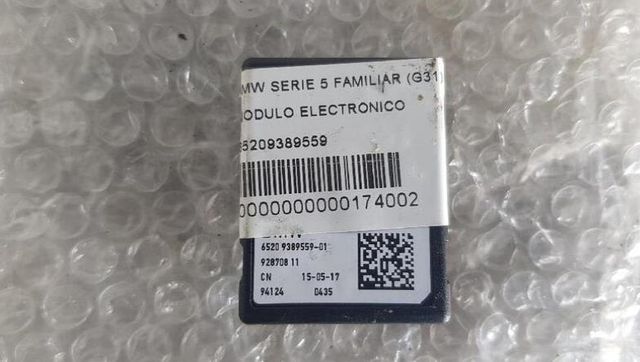 MW SERIE 5 FAMILIAR (G31)
ODULO ELECTRONICO
65209389559
0000000000174002
6520 9389559-01
928708 11
CN 15-05-17
94124 0435